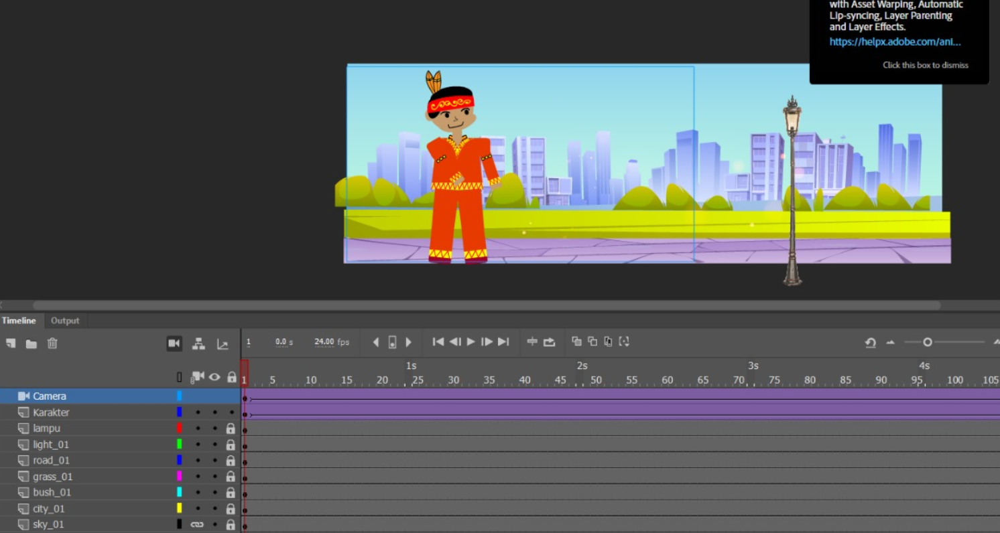 with Asset Warping, Automatic
Lip-syncing, Layer Parenting
and Layer Effects.
https://helpx.adobe.com/ani...
Click this box to dismiss
Timeline Output
1 0.0 s 24.00 fps
1s 2s 3s 4s
1 5 10 15 20 25 30 35 40 45 50 55 60 65 70 75 80 85 90 95 100 105
Camera
Karakter
lampu
light_01
road_01
grass_01
bush_01
city_01
sky_01